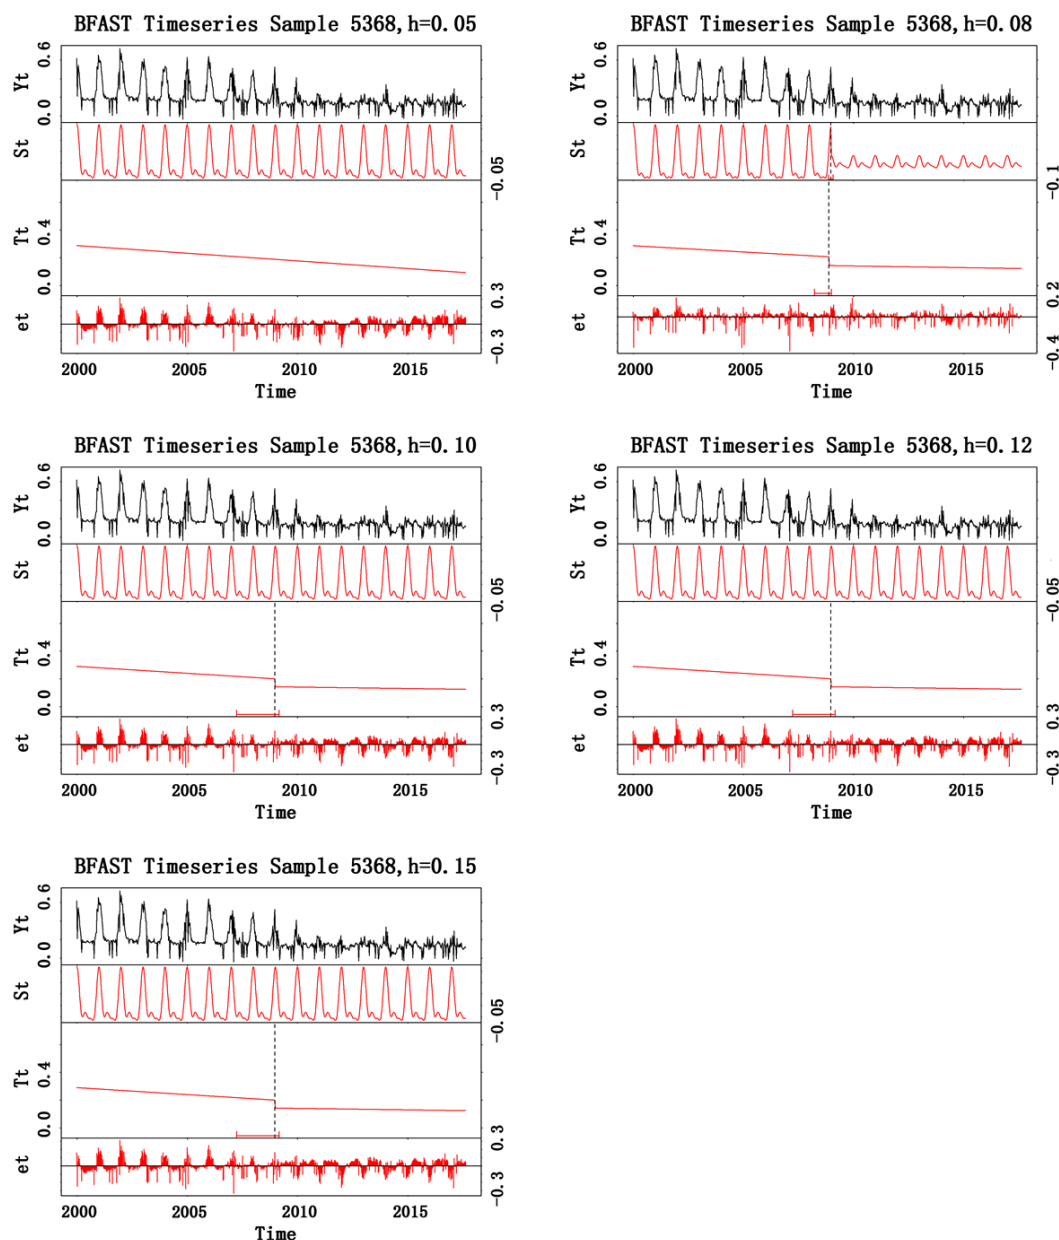 BFAST Timeseries Sample 5368,h=0.05
Yt
0.0
0.6
St
-0.05
Tt
0.0
0.4
et
-0.3
0.3
2000
2005
2010
2015
Time
BFAST Timeseries Sample 5368,h=0.08
Yt
0.0
0.6
St
-0.1
Tt
0.0
0.4
et
-0.4
0.2
2000
2005
2010
2015
Time
BFAST Timeseries Sample 5368,h=0.10
Yt
0.0
0.6
St
-0.05
Tt
0.0
0.4
et
-0.3
0.3
2000
2005
2010
2015
Time
BFAST Timeseries Sample 5368,h=0.12
Yt
0.0
0.6
St
-0.05
Tt
0.0
0.4
et
-0.3
0.3
2000
2005
2010
2015
Time
BFAST Timeseries Sample 5368,h=0.15
Yt
0.0
0.6
St
-0.05
Tt
0.0
0.4
et
-0.3
0.3
2000
2005
2010
2015
Time